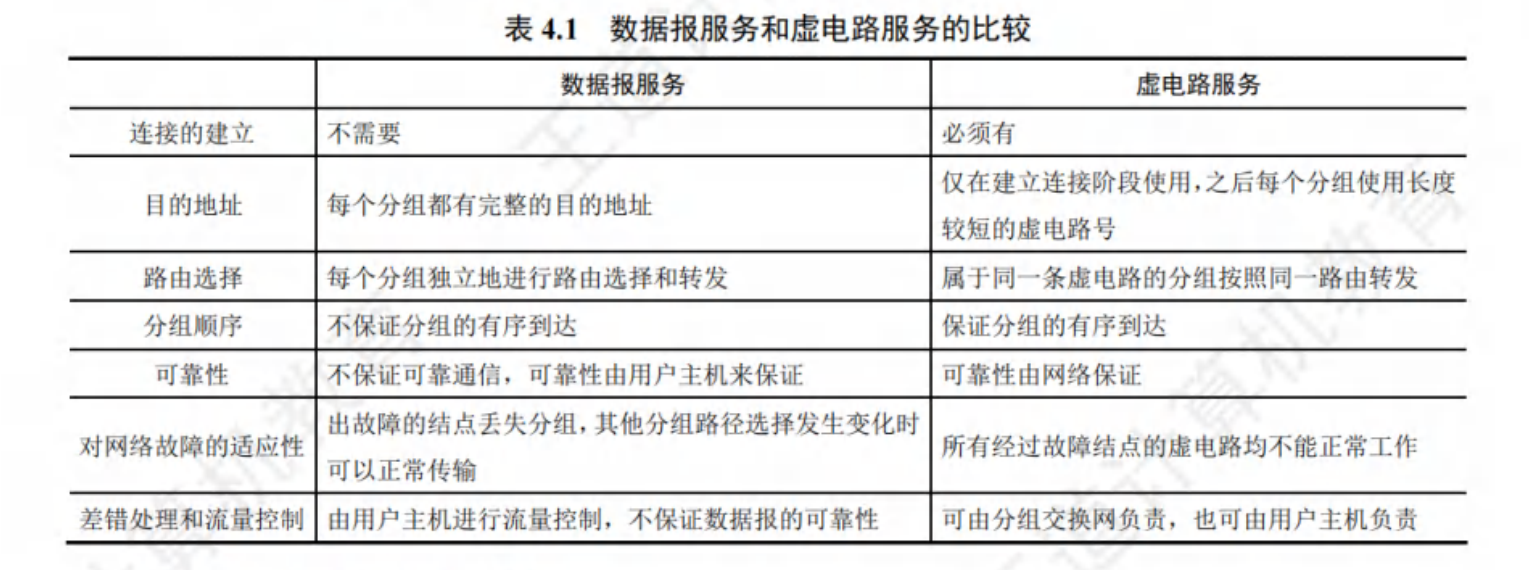 表 4.1 数据报服务和虚电路服务的比较
数据报服务 虚电路服务
连接的建立 不需要 必须有
目的地址 每个分组都有完整的目的地址 仅在建立连接阶段使用，之后每个分组使用长度
较短的虚电路号
路由选择 每个分组独立地进行路由选择和转发 属于同一条虚电路的分组按照同一路由转发
分组顺序 不保证分组的有序到达 保证分组的有序到达
可靠性 不保证可靠通信，可靠性由用户主机来保证 可靠性由网络保证
对网络故障的适应性 出故障的结点丢失分组，其他分组路径选择发生变化时
可以正常传输 所有经过故障结点的虚电路均不能正常工作
差错处理和流量控制 由用户主机进行流量控制，不保证数据报的可靠性 可由分组交换网负责，也可由用户主机负责